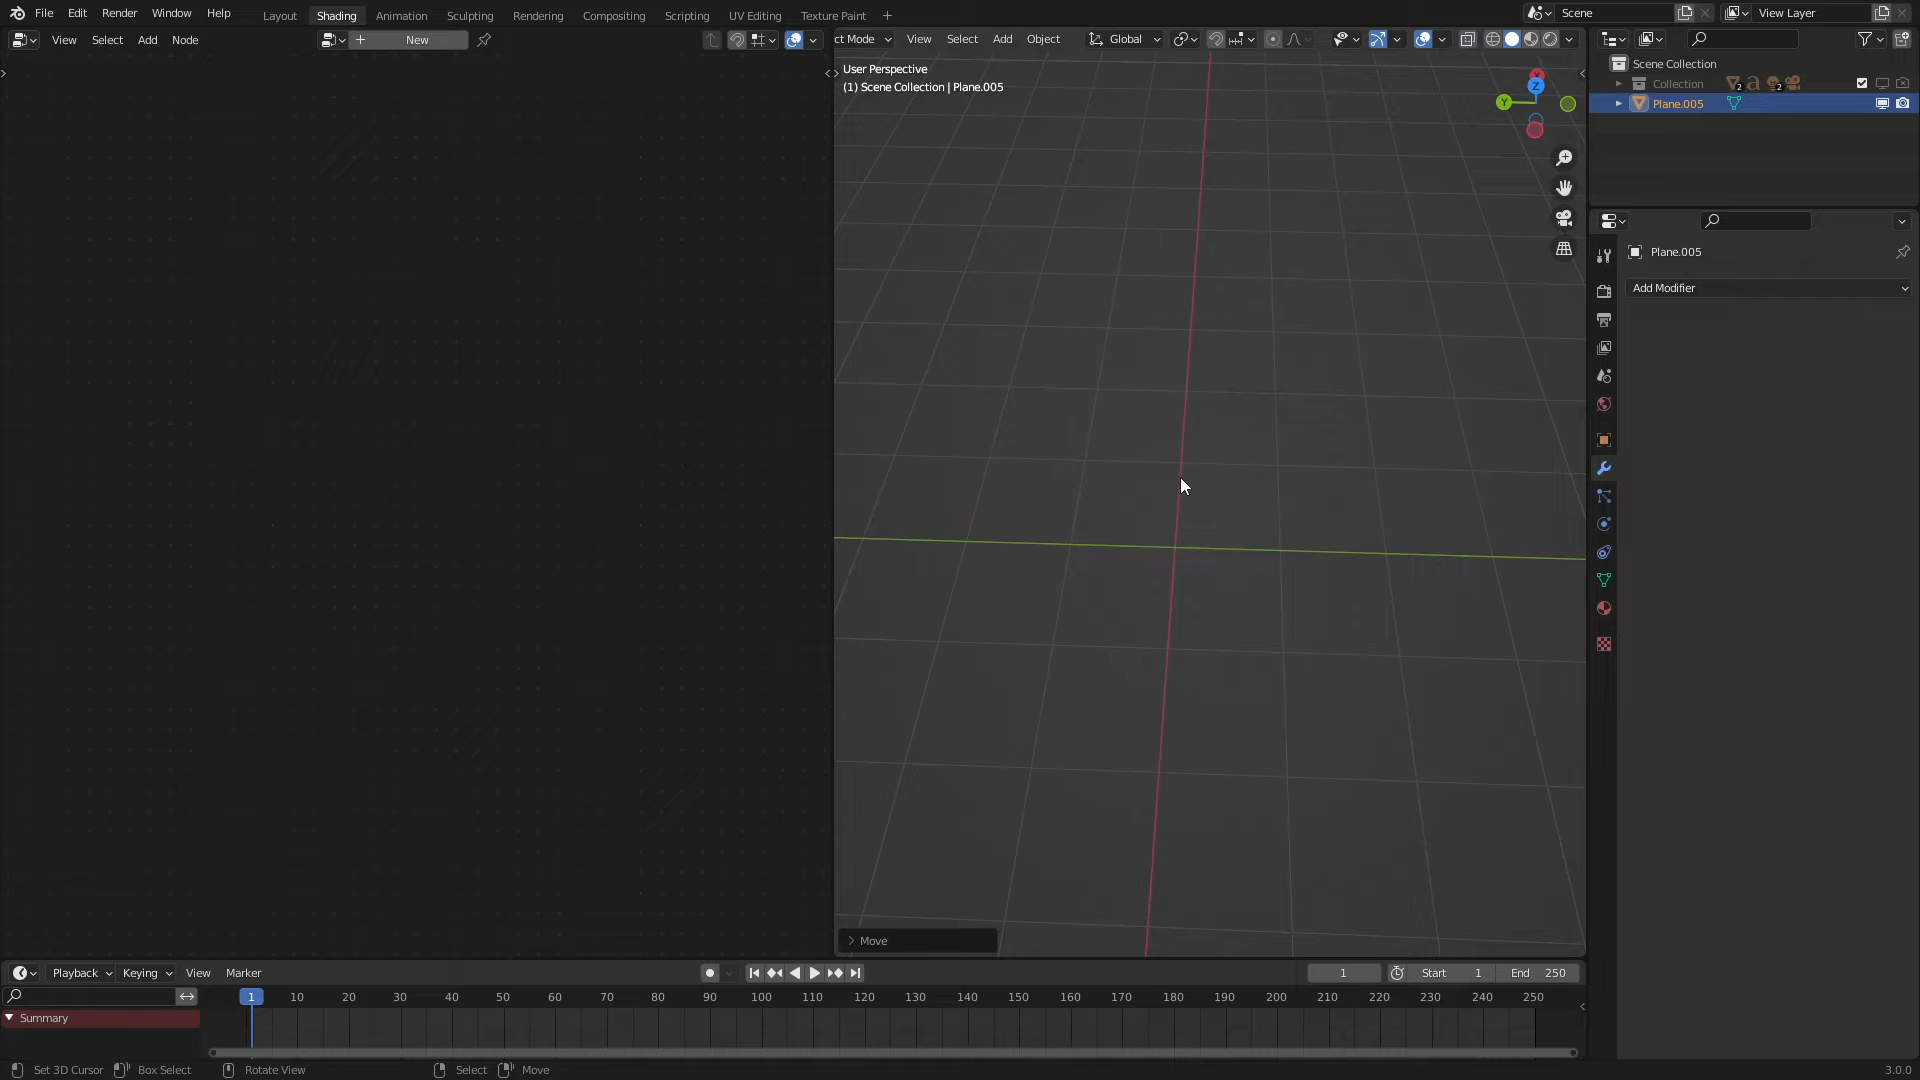 File Edit Render Window Help Layout Shading Animation Sculpting Rendering Compositing Scripting UV Editing Texture Paint + Scene View Layer
View Select Add Node New ct Mode View Select Add Object Global
User Perspective
(1) Scene Collection | Plane.005
Z
Y
Scene Collection
Collection 2 2
Plane.005
Plane.005
Add Modifier
Move
Playback Keying View Marker 1 Start 1 End 250
1 10 20 30 40 50 60 70 80 90 100 110 120 130 140 150 160 170 180 190 200 210 220 230 240 250
Summary
Set 3D Cursor Box Select Rotate View Select Move 3.0.0